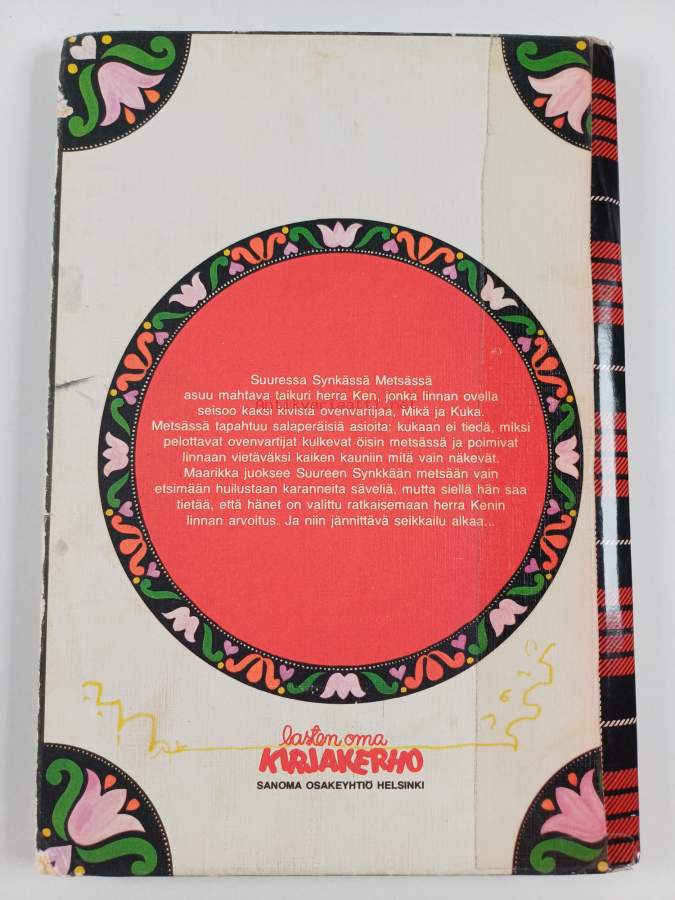 Suuressa Synkässä Metsässä
asuu mahtava taikuri herra Ken, jonka linnan ovella
seisoo kaksi kivistä ovenvartijaa, Mikä ja Kuka.
Metsässä tapahtuu salaperäisiä asioita: kukaan ei tiedä, miksi
pelottavat ovenvartijat kulkevat öisin metsässä ja poimivat
linnaan vietäväksi kaiken kauniin mitä vain näkevät.
Maarikka juoksee Suureen Synkkään metsään vain
etsimään huilustaan karanneita säveliä, mutta siellä hän saa
tietää, että hänet on valittu ratkaisemaan herra Kenin
linnan arvoitus. Ja niin jännittävä seikkailu alkaa...
lasten oma
KIRJAKERHO
SANOMA OSAKEYHTIÖ HELSINKI